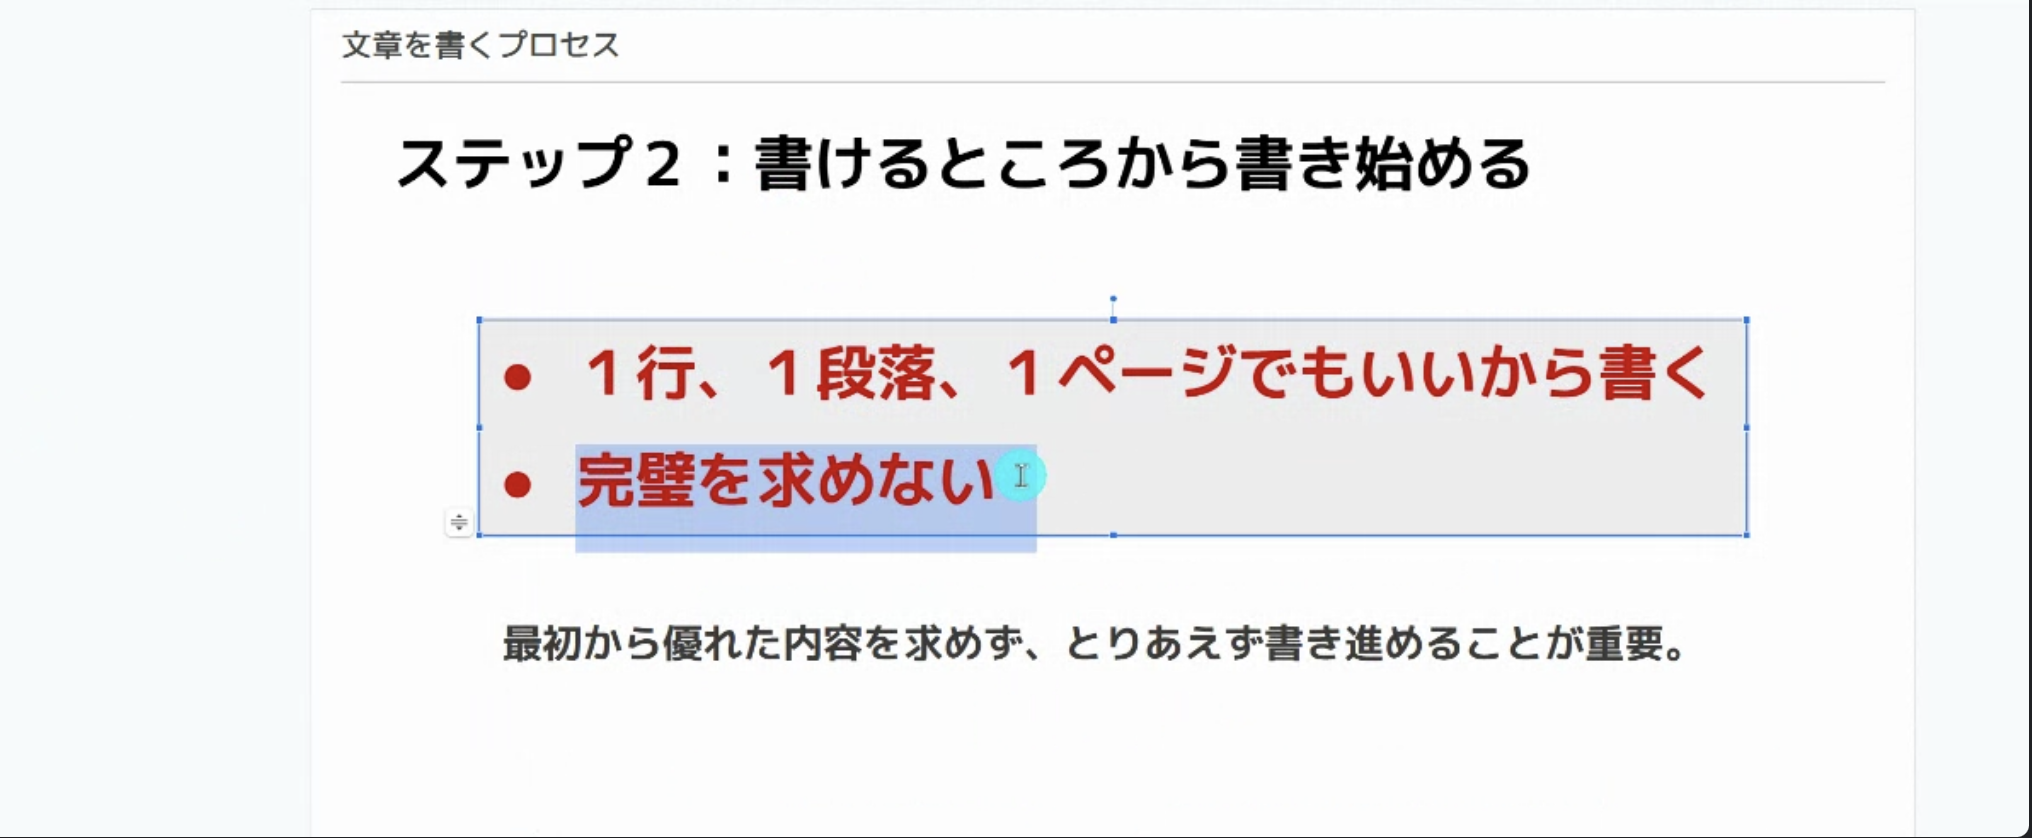 文章を書くプロセス
ステップ２：書けるところから書き始める
● １行、１段落、１ページでもいいから書く
● 完璧を求めない
最初から優れた内容を求めず、とりあえず書き進めることが重要。